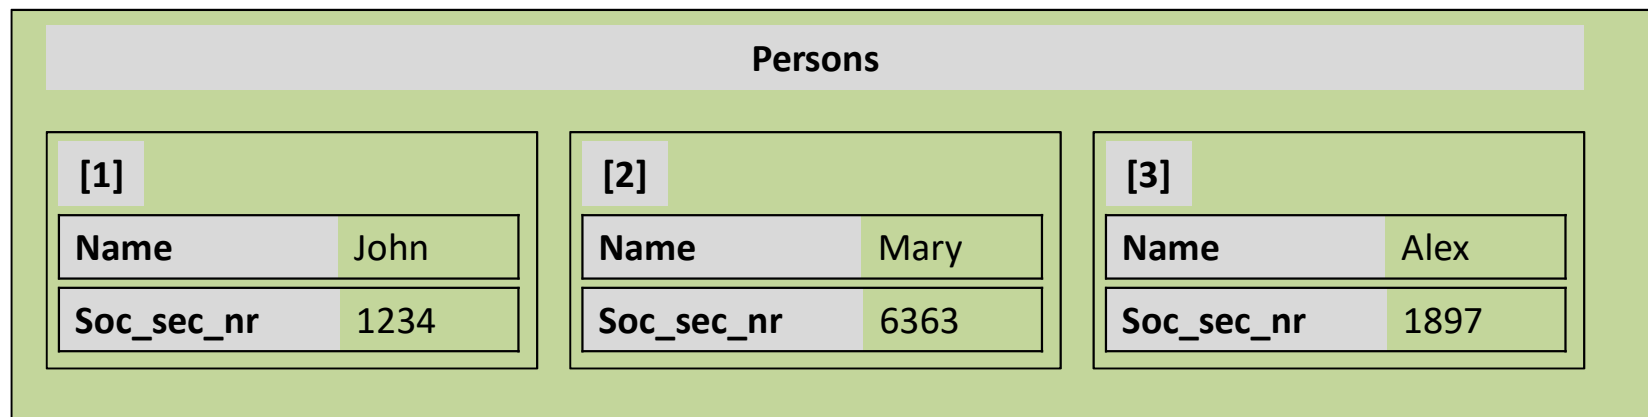 Persons
[1] [2] [3]
Name John Name Mary Name Alex
Soc_sec_nr 1234 Soc_sec_nr 6363 Soc_sec_nr 1897